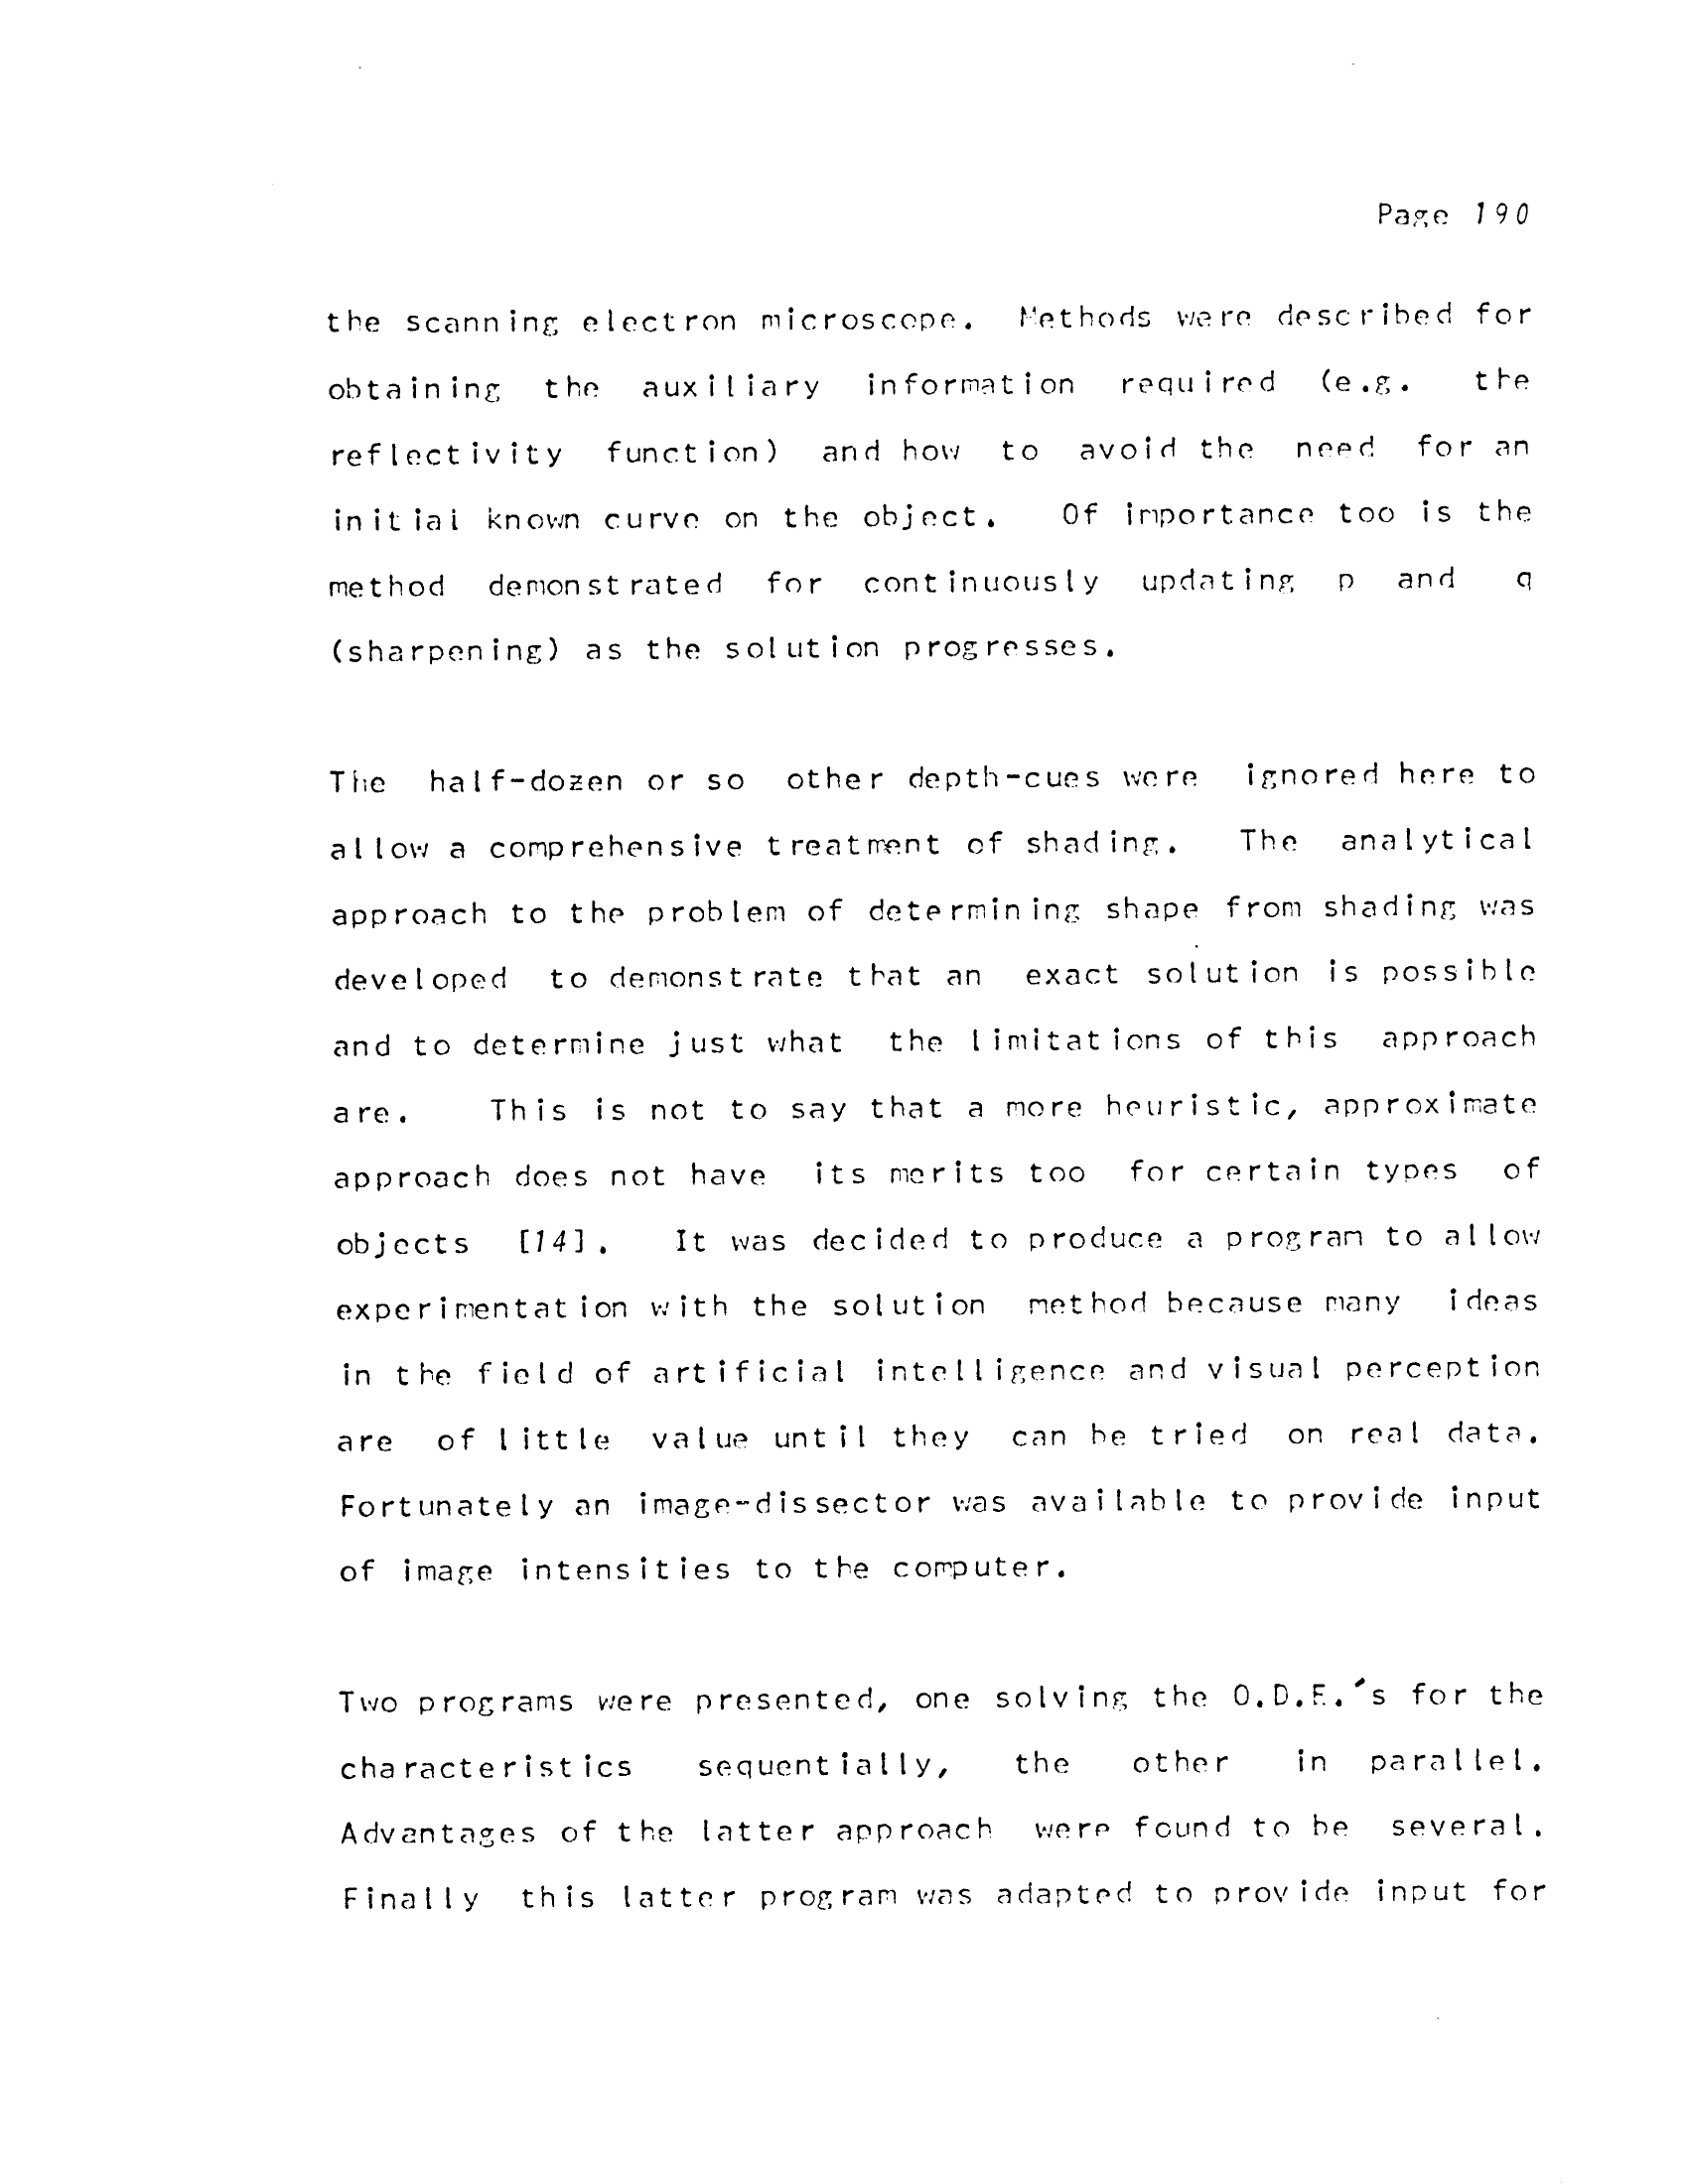 Page 190
the scanning electron microscope. Methods were described for
obtaining the auxiliary information required (e.g. the
reflectivity function) and how to avoid the need for an
initial known curve on the object. Of importance too is the
method demonstrated for continuously updating p and q
(sharpening) as the solution progresses.
The half-dozen or so other depth-cues were ignored here to
allow a comprehensive treatment of shading. The analytical
approach to the problem of determining shape from shading was
developed to demonstrate that an exact solution is possible
and to determine just what the limitations of this approach
are. This is not to say that a more heuristic, approximate
approach does not have its merits too for certain types of
objects [14]. It was decided to produce a program to allow
experimentation with the solution method because many ideas
in the field of artificial intelligence and visual perception
are of little value until they can be tried on real data.
Fortunately an image-dissector was available to provide input
of image intensities to the computer.
Two programs were presented, one solving the O.D.E.'s for the
characteristics sequentially, the other in parallel.
Advantages of the latter approach were found to be several.
Finally this latter program was adapted to provide input for